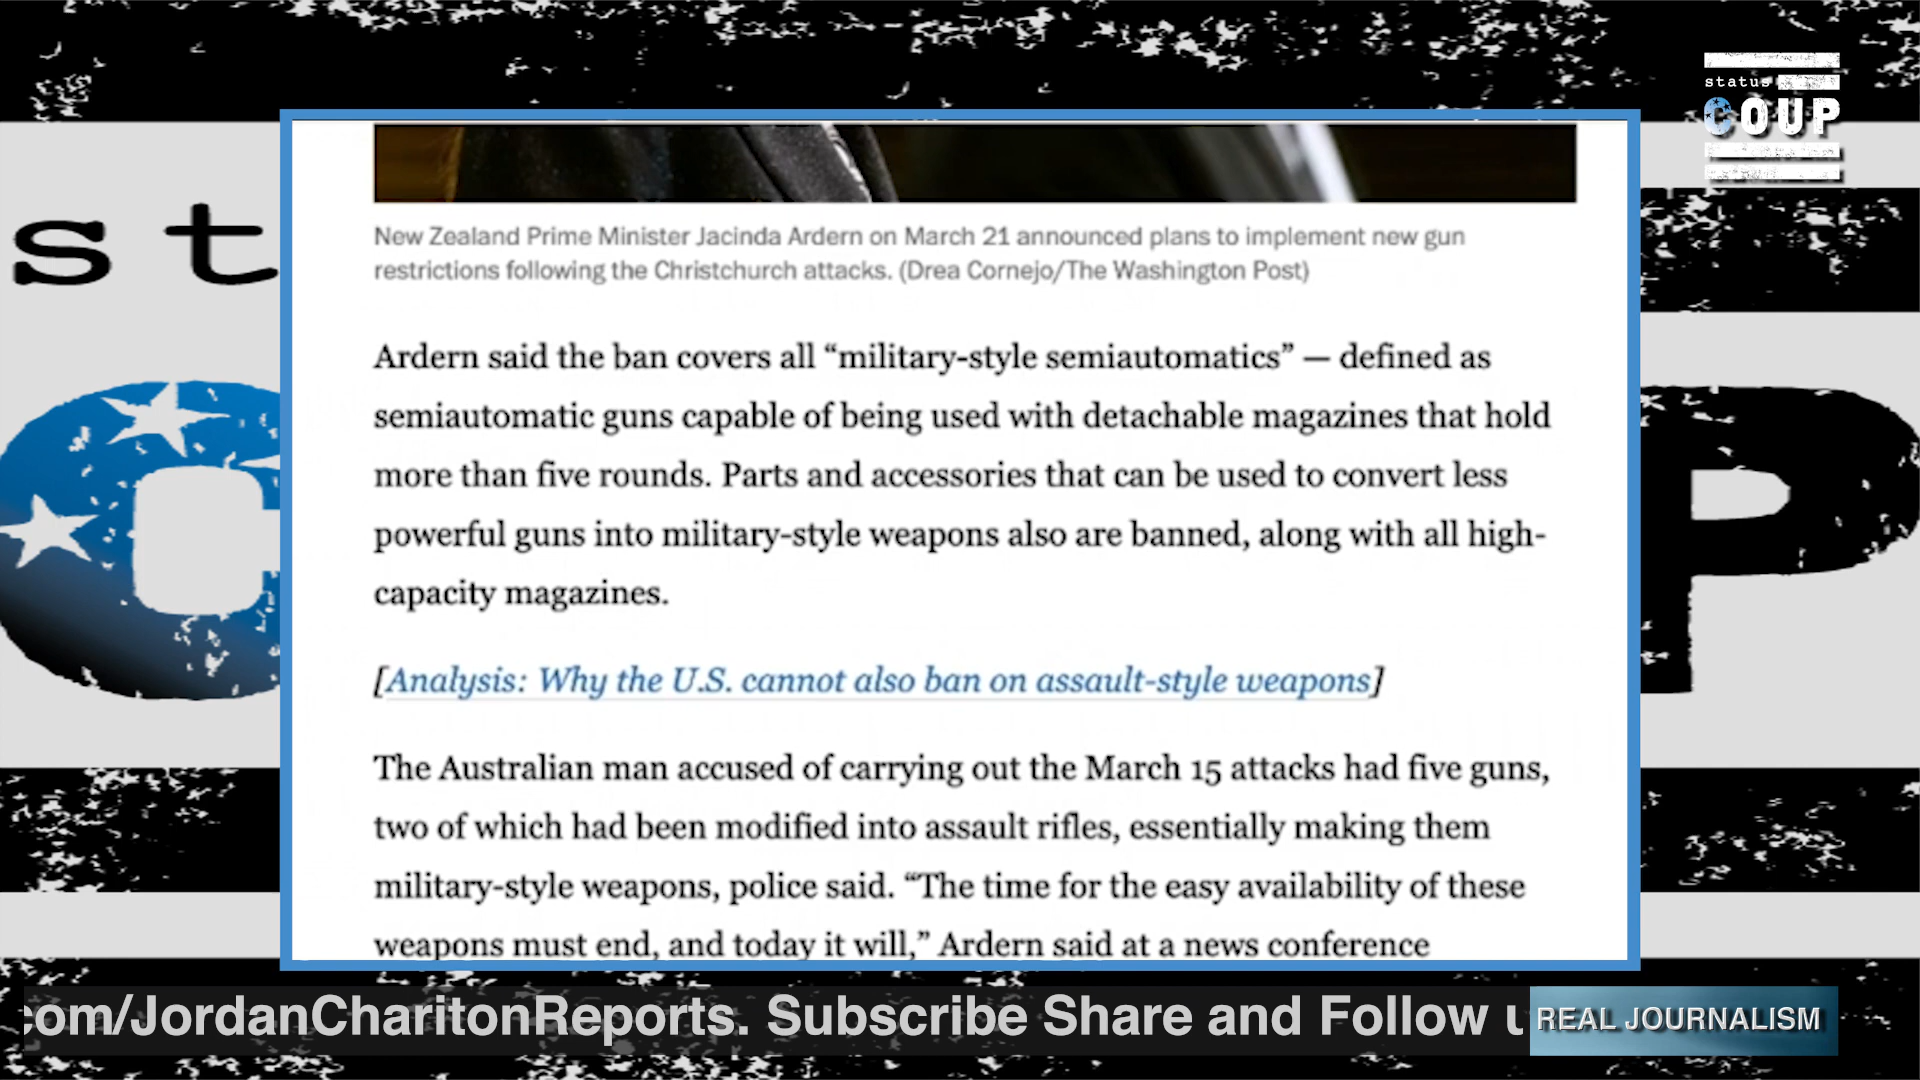 status
COUP
st
C
P
New Zealand Prime Minister Jacinda Ardern on March 21 announced plans to implement new gun
restrictions following the Christchurch attacks. (Drea Cornejo/The Washington Post)
Ardern said the ban covers all “military-style semiautomatics” — defined as
semiautomatic guns capable of being used with detachable magazines that hold
more than five rounds. Parts and accessories that can be used to convert less
powerful guns into military-style weapons also are banned, along with all high-
capacity magazines.
[Analysis: Why the U.S. cannot also ban on assault-style weapons]
The Australian man accused of carrying out the March 15 attacks had five guns,
two of which had been modified into assault rifles, essentially making them
military-style weapons, police said. “The time for the easy availability of these
weapons must end, and today it will,” Ardern said at a news conference
com/JordanCharitonReports. Subscribe Share and Follow u
REAL JOURNALISM